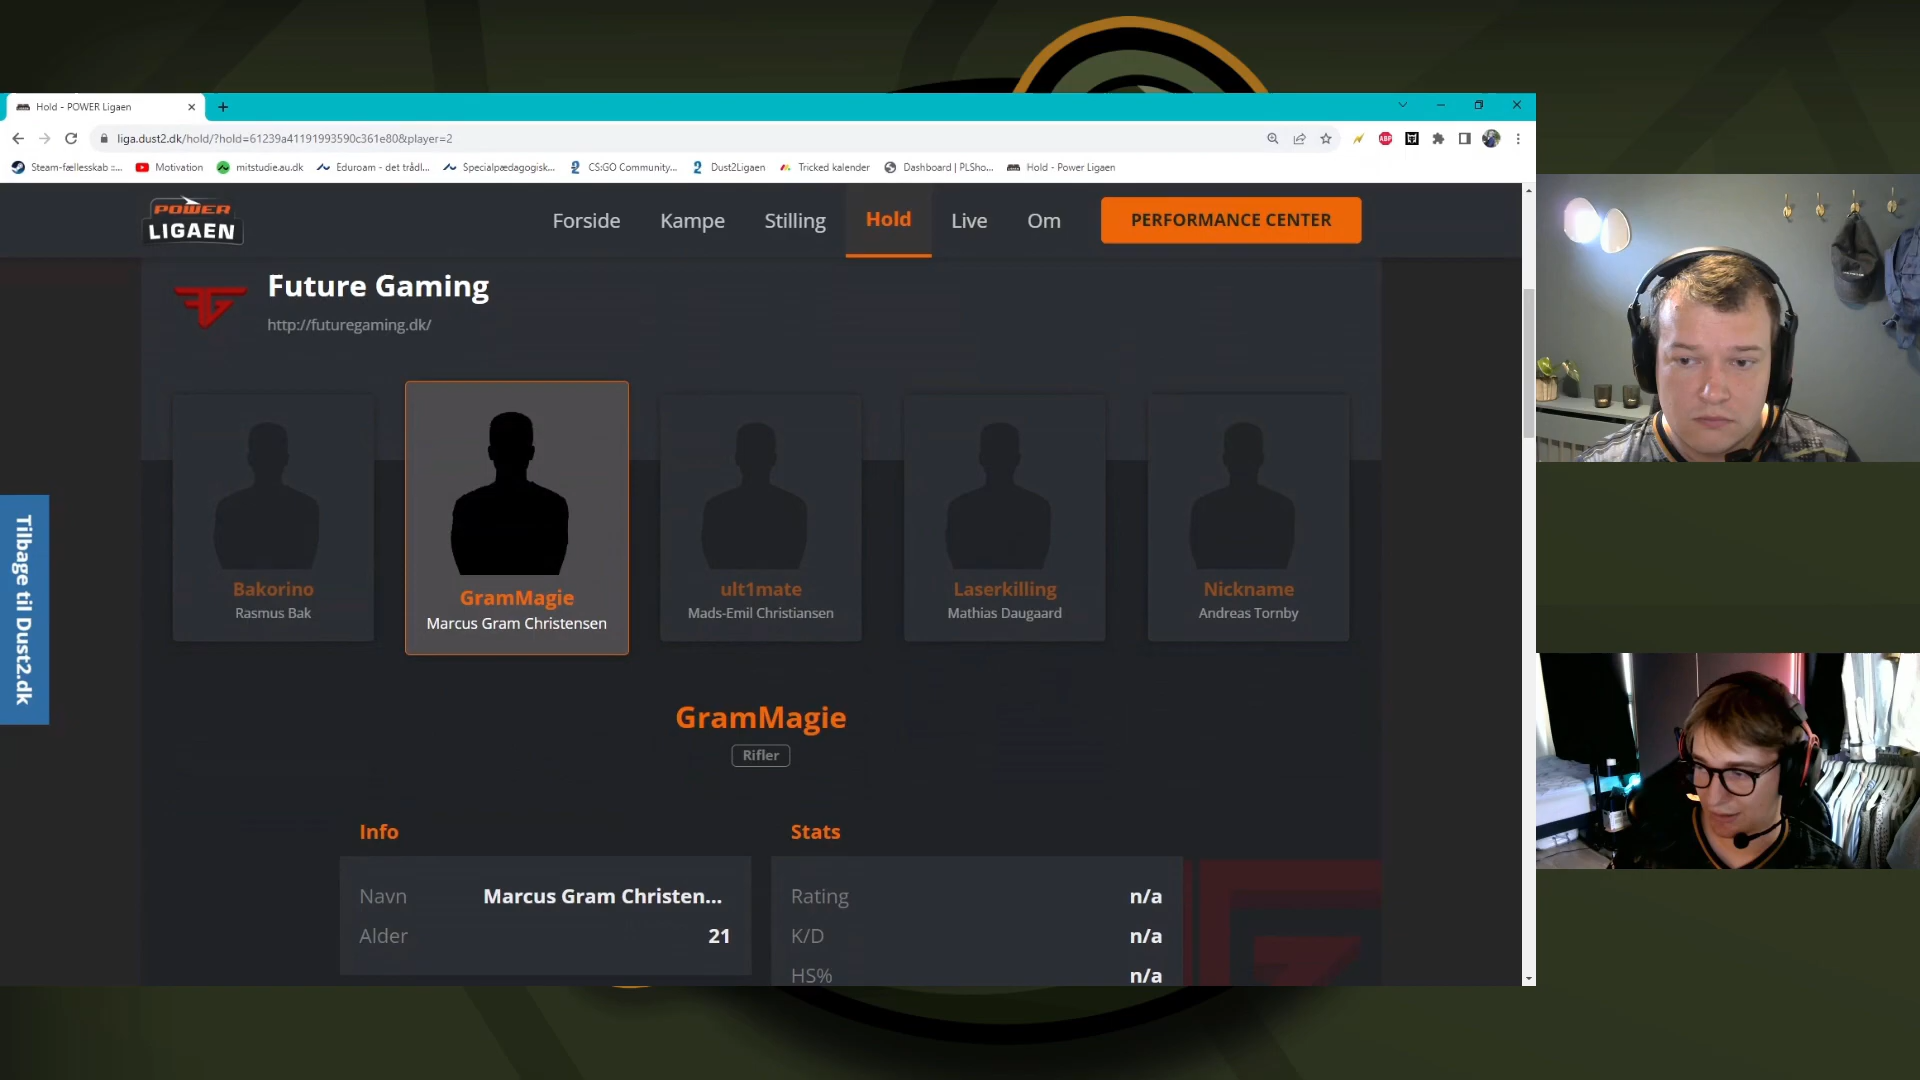 Hold - POWER Ligaen
liga.dust2.dk/hold/?hold=61239a41191993590c361e80&player=2
Steam-fællesskab ::...
Motivation
mitstudie.au.dk
Eduroam - det trådl...
Specialpædagogisk...
CS:GO Community...
Dust2Ligaen
Tricked kalender
Dashboard | PLSho...
Hold - Power Ligaen
ABP
POWER
LIGAEN
Forside
Kampe
Stilling
Hold
Live
Om
PERFORMANCE CENTER
Future Gaming
http://futuregaming.dk/
Tilbage til Dust2.dk
Bakorino
Rasmus Bak
GramMagie
Marcus Gram Christensen
ult1mate
Mads-Emil Christiansen
Laserkilling
Mathias Daugaard
Nickname
Andreas Tornby
GramMagie
Rifler
Info
Navn Marcus Gram Christen...
Alder 21
Stats
Rating n/a
K/D n/a
HS% n/a